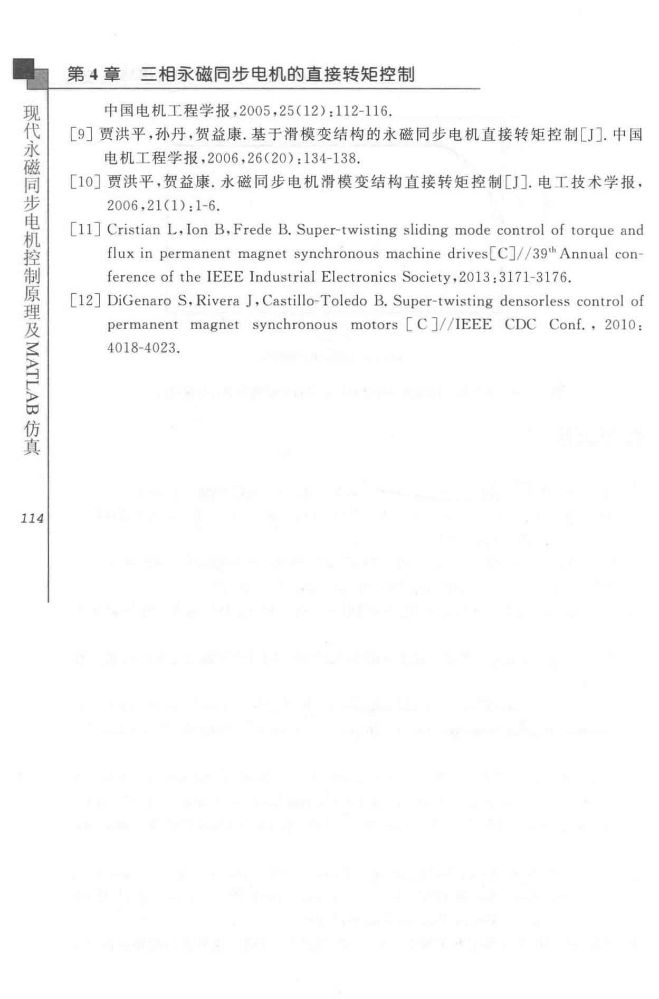 第4章 三相永磁同步电机的直接转矩控制
中国电机工程学报,2005,25(12):112-116.
[9] 贾洪平,孙丹,贺益康. 基于滑模变结构的永磁同步电机直接转矩控制[J]. 中国
电机工程学报,2006,26(20):134-138.
[10] 贾洪平,贺益康. 永磁同步电机滑模变结构直接转矩控制[J]. 电工技术学报,
2006,21(1):1-6.
[11] Cristian L,Ion B,Frede B. Super-twisting sliding mode control of torque and
flux in permanent magnet synchronous machine drives[C]//39th Annual con-
ference of the IEEE Industrial Electronics Society,2013:3171-3176.
[12] DiGenaro S,Rivera J,Castillo-Toledo B. Super-twisting densorless control of
permanent magnet synchronous motors [C]//IEEE CDC Conf., 2010:
4018-4023.
现代永磁同步电机控制原理及MATLAB仿真
114